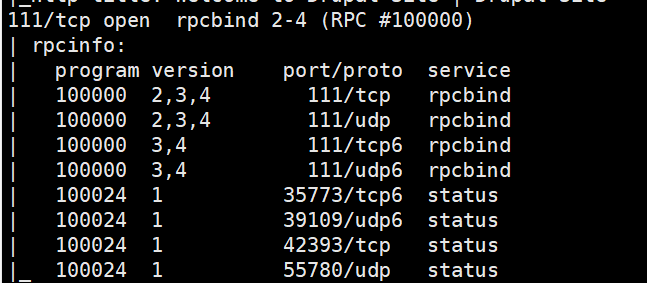 |_http-title: Welcome to Drupal Site | Drupal Site
111/tcp open  rpcbind 2-4 (RPC #100000)
| rpcinfo:
|   program version    port/proto  service
|   100000  2,3,4        111/tcp   rpcbind
|   100000  2,3,4        111/udp   rpcbind
|   100000  3,4          111/tcp6  rpcbind
|   100000  3,4          111/udp6  rpcbind
|   100024  1          35773/tcp6  status
|   100024  1          39109/udp6  status
|   100024  1          42393/tcp   status
|_  100024  1          55780/udp   status